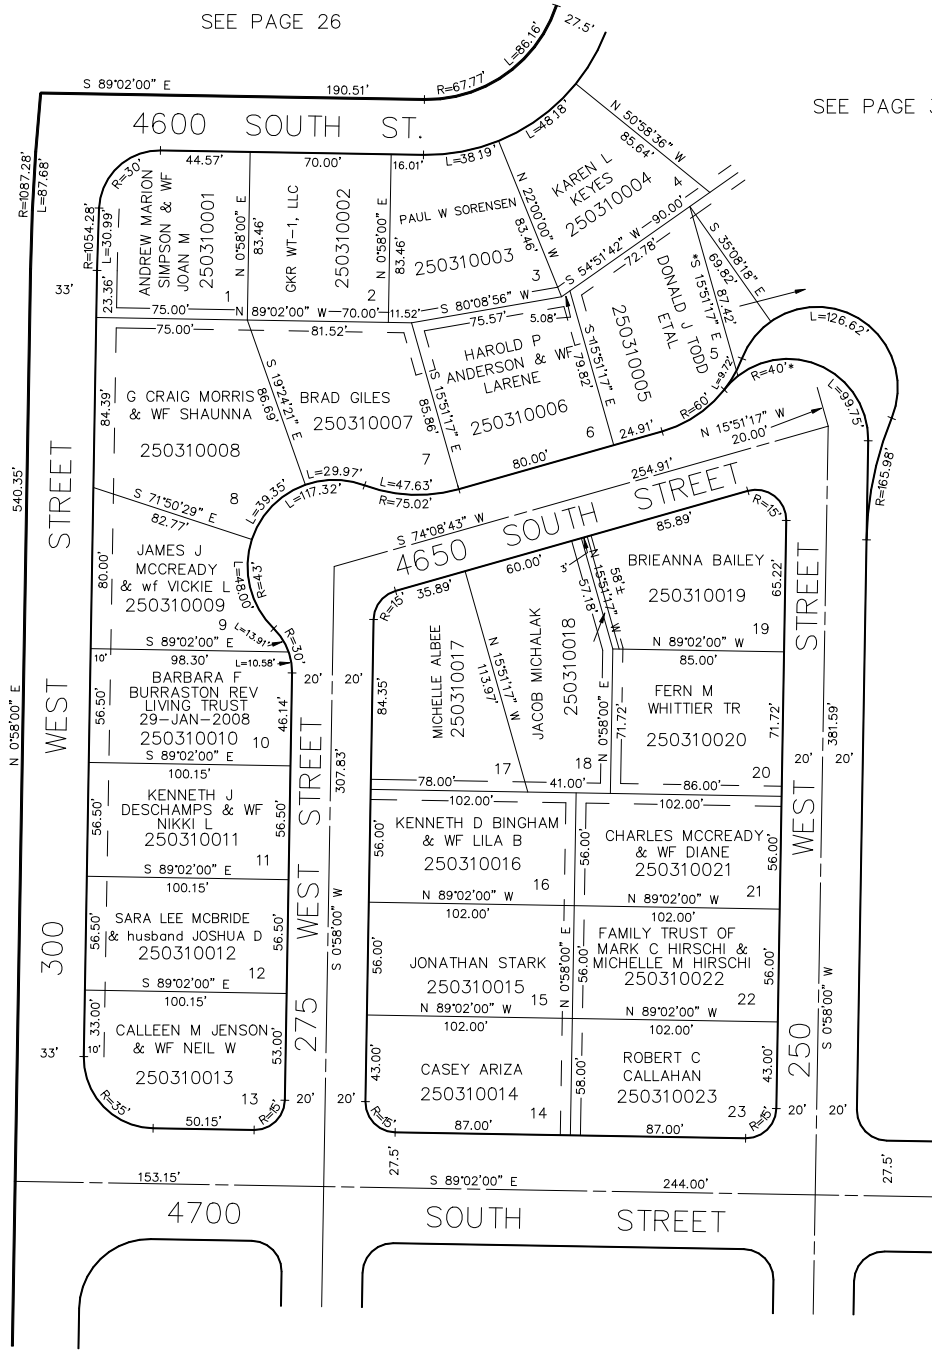 SEE PAGE 26
27.5'
L=86.16'
R=67.77'
S 89°02'00" E
190.51'
SEE PAGE 3
4600 SOUTH ST.
L=48.18'
N 50°58'36" W
85.64'
R=1087.28'
L=87.68'
R=30'
44.57'
70.00'
16.01'
L=38.19'
R=1054.28'
L=30.99'
23.36'
33'
ANDREW MARION
SIMPSON & WF
JOAN M
250310001
1
N 0°58'00" E
83.46'
GKR WT-1, LLC
250310002
2
N 0°58'00" E
83.46'
PAUL W SORENSEN
250310003
3
N 22°00'00" W
83.46'
KAREN L
KEYES
250310004
4
S 54°51'42" W
90.00'
72.78'
S 35°08'18" E
69.82'
*S 15°51'17" E
87.42'
DONALD J TODD
ETAL
250310005
5
L=9.72'
L=126.62'
R=40'*
L=99.75'
R=60'
R=165.98'
75.00'
N 89°02'00" W
70.00'
11.52'
S 80°08'56" W
5.08'
75.57'
75.00'
81.52'
84.39'
G CRAIG MORRIS
& WF SHAUNNA
250310008
8
S 19°24'21" E
86.69'
BRAD GILES
250310007
7
S 15°51'17" E
85.86'
HAROLD P
ANDERSON & WF
LARENE
250310006
6
S 15°51'17" E
79.82'
24.91'
N 15°51'17" W
20.00'
80.00'
254.91'
L=29.97'
L=117.32'
L=39.35'
L=47.63'
R=75.02'
S 74°08'43" W
4650 SOUTH STREET
540.35'
S 71°50'29" E
82.77'
JAMES J
MCCREADY
& wf VICKIE L
250310009
9
80.00'
L=48.00'
R=43'
L=13.91'
R=30'
L=10.58'
S 89°02'00" E
98.30'
10'
R=15'
35.89'
60.00'
3'
85.89'
R=15'
N 15°51'17" W
57.18'
58'±
BRIEANNA BAILEY
250310019
19
65.22'
N 89°02'00" W
85.00'
BARBARA F
BURRASTON REV
LIVING TRUST
29-JAN-2008
250310010
10
56.50'
46.14'
20'
20'
S 89°02'00" E
100.15'
MICHELLE ALBEE
250310017
17
84.35'
78.00'
N 15°51'17" W
113.97'
JACOB MICHALAK
250310018
18
41.00'
N 0°58'00" E
71.72'
FERN M
WHITTIER TR
250310020
20
71.72'
86.00'
20'
20'
381.59'
307.83'
N 0°58'00" E
300 WEST STREET
275 WEST STREET
S 0°58'00" W
250 WEST STREET
S 0°58'00" W
KENNETH J
DESCHAMPS & WF
NIKKI L
250310011
11
56.50'
56.50'
S 89°02'00" E
100.15'
102.00'
KENNETH D BINGHAM
& WF LILA B
250310016
16
56.00'
N 89°02'00" W
102.00'
102.00'
CHARLES MCCREADY
& WF DIANE
250310021
21
56.00'
56.00'
N 89°02'00" W
102.00'
SARA LEE MCBRIDE
& husband JOSHUA D
250310012
12
56.50'
56.50'
S 89°02'00" E
100.15'
JONATHAN STARK
250310015
15
56.00'
N 0°58'00" E
N 89°02'00" W
102.00'
FAMILY TRUST OF
MARK C HIRSCHI &
MICHELLE M HIRSCHI
250310022
22
56.00'
56.00'
N 89°02'00" W
102.00'
CALLEEN M JENSON
& WF NEIL W
250310013
13
33.00'
10'
33'
53.00'
R=35'
50.15'
R=15'
20'
20'
CASEY ARIZA
250310014
14
43.00'
R=15'
87.00'
ROBERT C
CALLAHAN
250310023
23
58.00'
43.00'
87.00'
R=15'
20'
20'
27.5'
27.5'
153.15'
S 89°02'00" E
244.00'
4700 SOUTH STREET